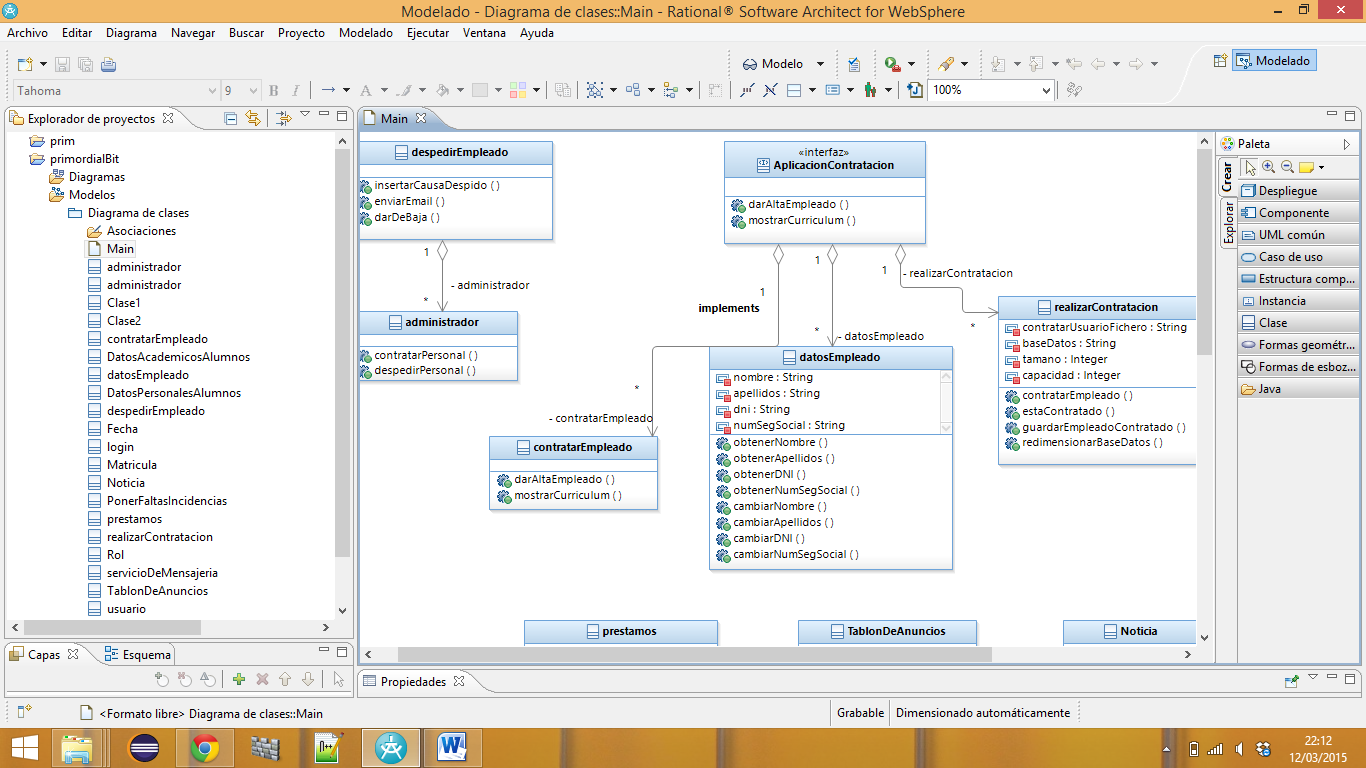 Modelado - Diagrama de clases::Main - Rational® Software Architect for WebSphere
Archivo Editar Diagrama Navegar Buscar Proyecto Modelado Ejecutar Ventana Ayuda
Modelo
Modelado
Tahoma 9 B I A 100%
Explorador de proyectos
prim
primordialBit
Diagramas
Modelos
Diagrama de clases
Asociaciones
Main
administrador
administrador
Clase1
Clase2
contratarEmpleado
DatosAcademicosAlumnos
datosEmpleado
DatosPersonalesAlumnos
despedirEmpleado
Fecha
login
Matricula
Noticia
PonerFaltasIncidencias
prestamos
realizarContratacion
Rol
servicioDeMensajeria
TablonDeAnuncios
usuario
Capas Esquema
Main
despedirEmpleado
insertarCausaDespido ( )
enviarEmail ( )
darDeBaja ( )
1
- administrador
*
administrador
contratarPersonal ( )
despedirPersonal ( )
«interfaz»
AplicacionContratacion
darAltaEmpleado ( )
mostrarCurriculum ( )
1
implements
*
- contratarEmpleado
1
*
- datosEmpleado
1
- realizarContratacion
*
contratarEmpleado
darAltaEmpleado ( )
mostrarCurriculum ( )
datosEmpleado
nombre : String
apellidos : String
dni : String
numSegSocial : String
obtenerNombre ( )
obtenerApellidos ( )
obtenerDNI ( )
obtenerNumSegSocial ( )
cambiarNombre ( )
cambiarApellidos ( )
cambiarDNI ( )
cambiarNumSegSocial ( )
realizarContratacion
contratarUsuarioFichero : String
baseDatos : String
tamano : Integer
capacidad : Integer
contratarEmpleado ( )
estaContratado ( )
guardarEmpleadoContratado ( )
redimensionarBaseDatos ( )
prestamos
TablonDeAnuncios
Noticia
Paleta
Crear
Explorar
Despliegue
Componente
UML común
Caso de uso
Estructura comp...
Instancia
Clase
Formas geométr...
Formas de esboz...
Java
Propiedades
<Formato libre> Diagrama de clases::Main
Grabable
Dimensionado automáticamente
22:12
12/03/2015